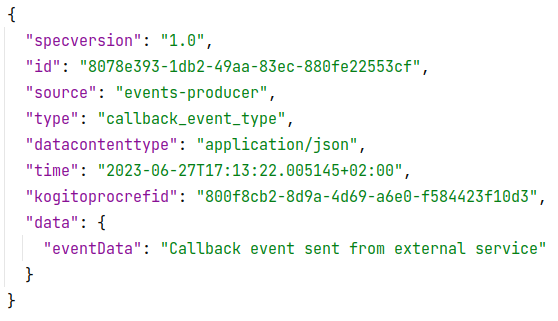 {
"specversion": "1.0",
"id": "8078e393-1db2-49aa-83ec-880fe22553cf",
"source": "events-producer",
"type": "callback_event_type",
"datacontenttype": "application/json",
"time": "2023-06-27T17:13:22.005145+02:00",
"kogitoprocrefid": "800f8cb2-8d9a-4d69-a6e0-f584423f10d3",
"data": {
"eventData": "Callback event sent from external service"
}
}